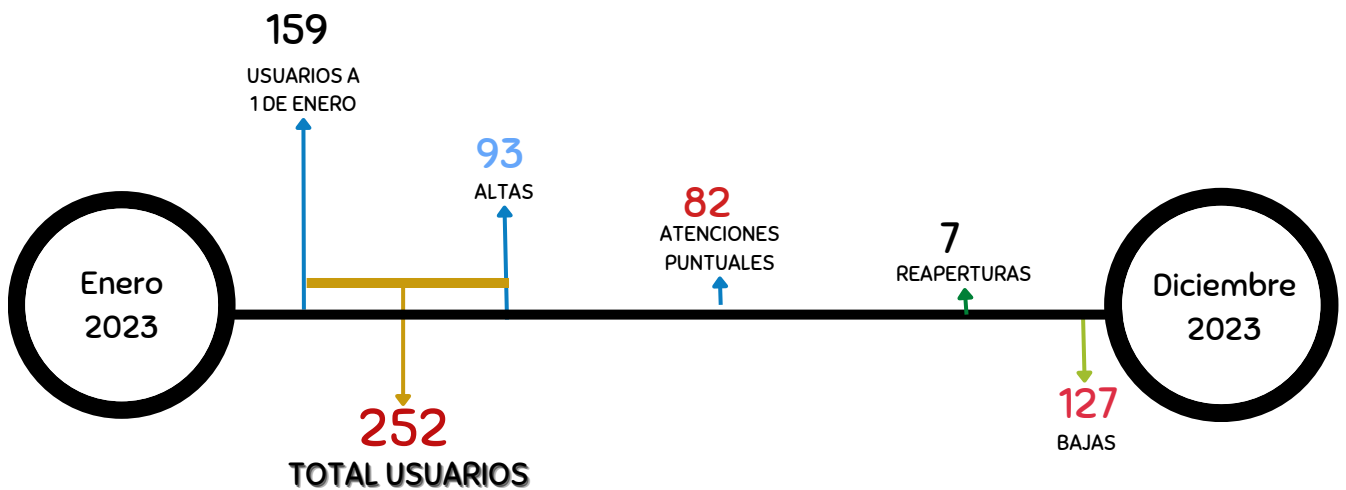 159
USUARIOS A
1 DE ENERO
93
ALTAS
82
ATENCIONES
PUNTUALES
7
REAPERTURAS
Enero
2023
Diciembre
2023
252
TOTAL USUARIOS
127
BAJAS